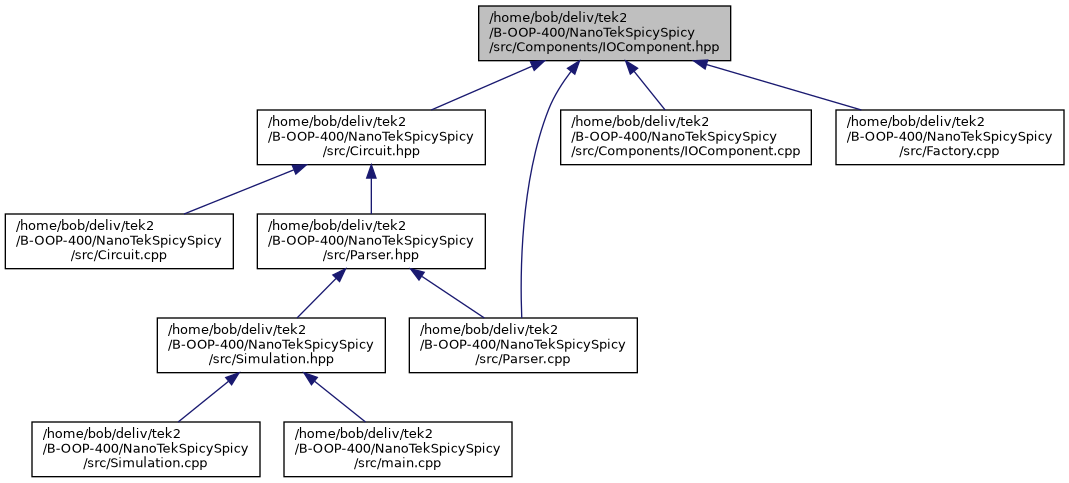 /home/bob/deliv/tek2
/B-OOP-400/NanoTekSpicySpicy
/src/Components/IOComponent.hpp
/home/bob/deliv/tek2
/B-OOP-400/NanoTekSpicySpicy
/src/Circuit.hpp
/home/bob/deliv/tek2
/B-OOP-400/NanoTekSpicySpicy
/src/Components/IOComponent.cpp
/home/bob/deliv/tek2
/B-OOP-400/NanoTekSpicySpicy
/src/Factory.cpp
/home/bob/deliv/tek2
/B-OOP-400/NanoTekSpicySpicy
/src/Circuit.cpp
/home/bob/deliv/tek2
/B-OOP-400/NanoTekSpicySpicy
/src/Parser.hpp
/home/bob/deliv/tek2
/B-OOP-400/NanoTekSpicySpicy
/src/Simulation.hpp
/home/bob/deliv/tek2
/B-OOP-400/NanoTekSpicySpicy
/src/Parser.cpp
/home/bob/deliv/tek2
/B-OOP-400/NanoTekSpicySpicy
/src/Simulation.cpp
/home/bob/deliv/tek2
/B-OOP-400/NanoTekSpicySpicy
/src/main.cpp